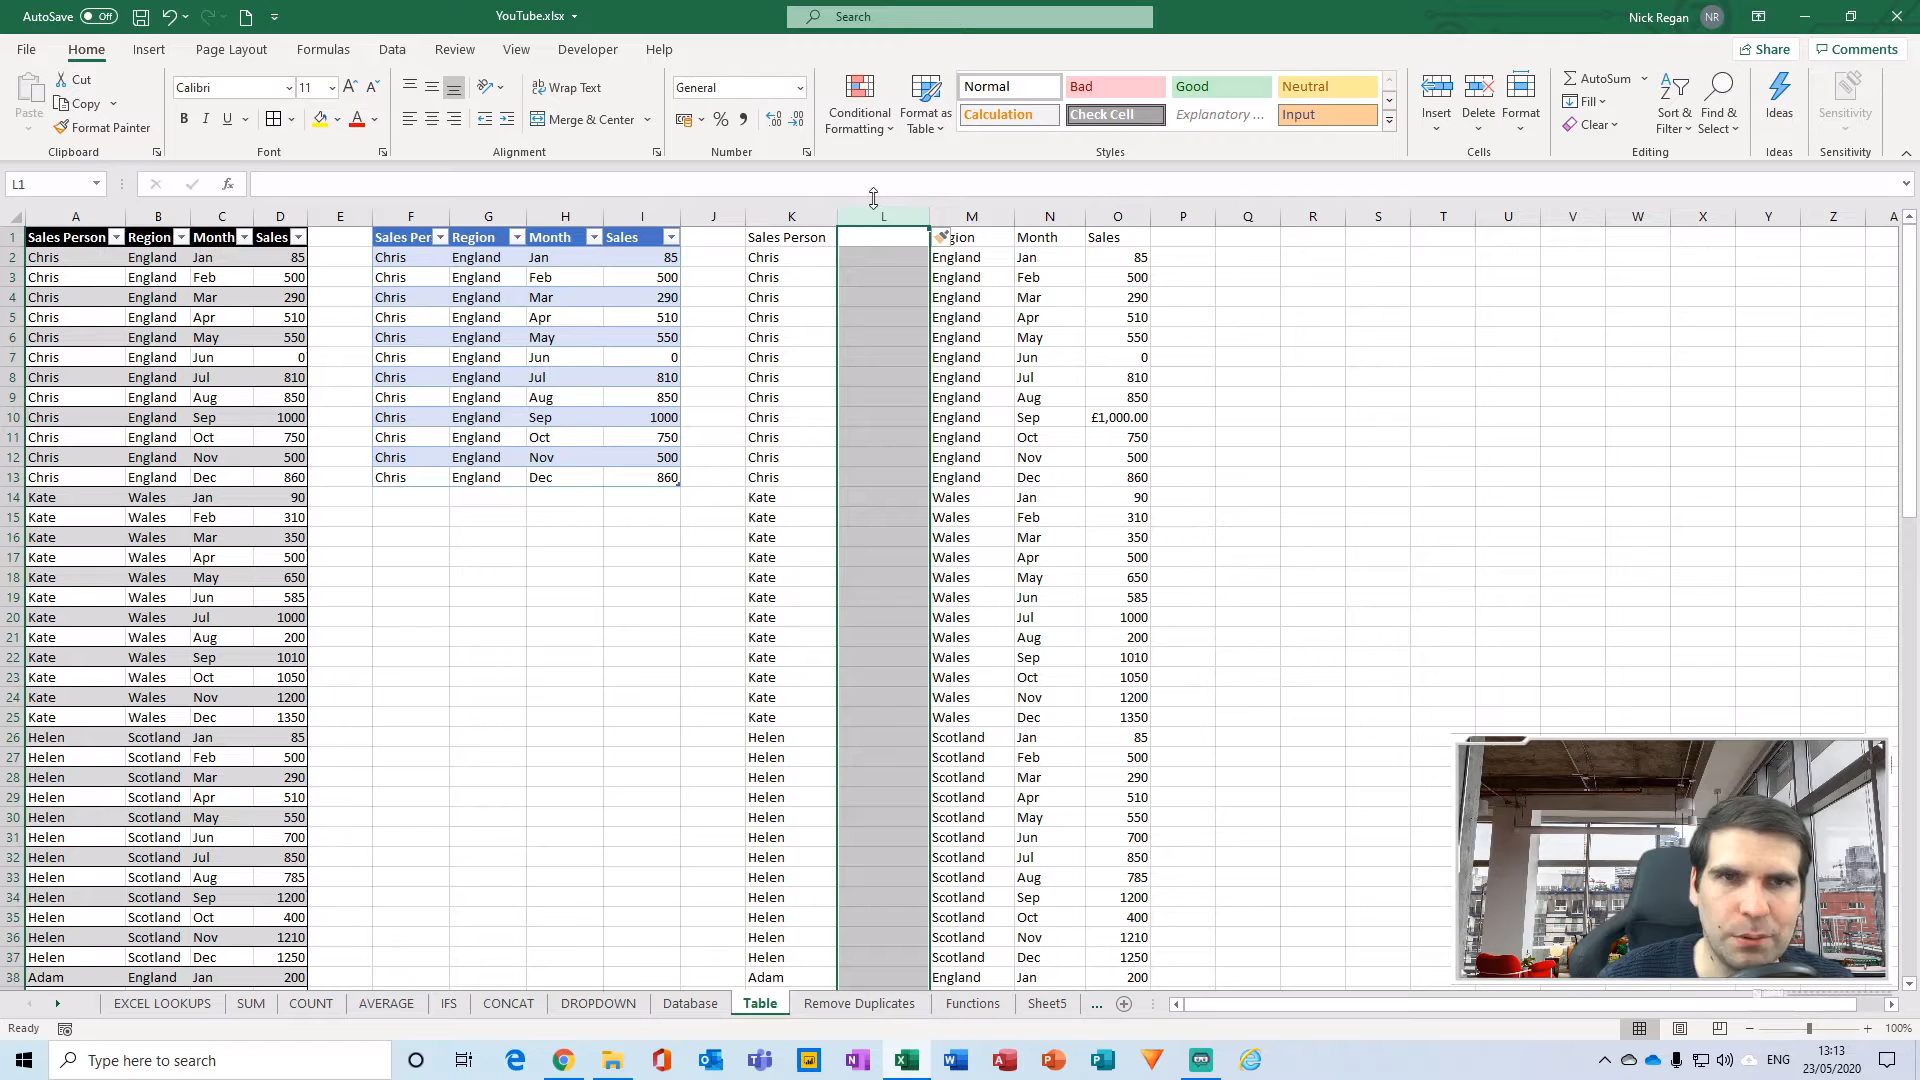 AutoSave Off YouTube.xlsx Search Nick Regan NR
File Home Insert Page Layout Formulas Data Review View Developer Help Share Comments
Paste Cut Copy Format Painter Clipboard
Calibri 11 A A B I U A Font
Wrap Text Merge & Center Alignment
General % Number
Conditional Formatting Format as Table Normal Bad Good Neutral Calculation Check Cell Explanatory ... Input Styles
Insert Delete Format Cells
AutoSum Fill Clear Sort & Filter Find & Select Editing
Ideas Ideas Sensitivity Sensitivity
L1 fx
A B C D E F G H I J K L M N O P Q R S T U V W X Y Z A
1 Sales Person Region Month Sales Sales Per Region Month Sales Sales Person gion Month Sales
2 Chris England Jan 85 Chris England Jan 85 Chris England Jan 85
3 Chris England Feb 500 Chris England Feb 500 Chris England Feb 500
4 Chris England Mar 290 Chris England Mar 290 Chris England Mar 290
5 Chris England Apr 510 Chris England Apr 510 Chris England Apr 510
6 Chris England May 550 Chris England May 550 Chris England May 550
7 Chris England Jun 0 Chris England Jun 0 Chris England Jun 0
8 Chris England Jul 810 Chris England Jul 810 Chris England Jul 810
9 Chris England Aug 850 Chris England Aug 850 Chris England Aug 850
10 Chris England Sep 1000 Chris England Sep 1000 Chris England Sep £1,000.00
11 Chris England Oct 750 Chris England Oct 750 Chris England Oct 750
12 Chris England Nov 500 Chris England Nov 500 Chris England Nov 500
13 Chris England Dec 860 Chris England Dec 860 Chris England Dec 860
14 Kate Wales Jan 90 Kate Wales Jan 90
15 Kate Wales Feb 310 Kate Wales Feb 310
16 Kate Wales Mar 350 Kate Wales Mar 350
17 Kate Wales Apr 500 Kate Wales Apr 500
18 Kate Wales May 650 Kate Wales May 650
19 Kate Wales Jun 585 Kate Wales Jun 585
20 Kate Wales Jul 1000 Kate Wales Jul 1000
21 Kate Wales Aug 200 Kate Wales Aug 200
22 Kate Wales Sep 1010 Kate Wales Sep 1010
23 Kate Wales Oct 1050 Kate Wales Oct 1050
24 Kate Wales Nov 1200 Kate Wales Nov 1200
25 Kate Wales Dec 1350 Kate Wales Dec 1350
26 Helen Scotland Jan 85 Helen Scotland Jan 85
27 Helen Scotland Feb 500 Helen Scotland Feb 500
28 Helen Scotland Mar 290 Helen Scotland Mar 290
29 Helen Scotland Apr 510 Helen Scotland Apr 510
30 Helen Scotland May 550 Helen Scotland May 550
31 Helen Scotland Jun 700 Helen Scotland Jun 700
32 Helen Scotland Jul 850 Helen Scotland Jul 850
33 Helen Scotland Aug 785 Helen Scotland Aug 785
34 Helen Scotland Sep 1200 Helen Scotland Sep 1200
35 Helen Scotland Oct 400 Helen Scotland Oct 400
36 Helen Scotland Nov 1210 Helen Scotland Nov 1210
37 Helen Scotland Dec 1250 Helen Scotland Dec 1250
38 Adam England Jan 200 Adam England Jan 200
EXCEL LOOKUPS SUM COUNT AVERAGE IFS CONCAT DROPDOWN Database Table Remove Duplicates Functions Sheet5 ...
Ready 100%
Type here to search ENG 13:13
23/05/2020